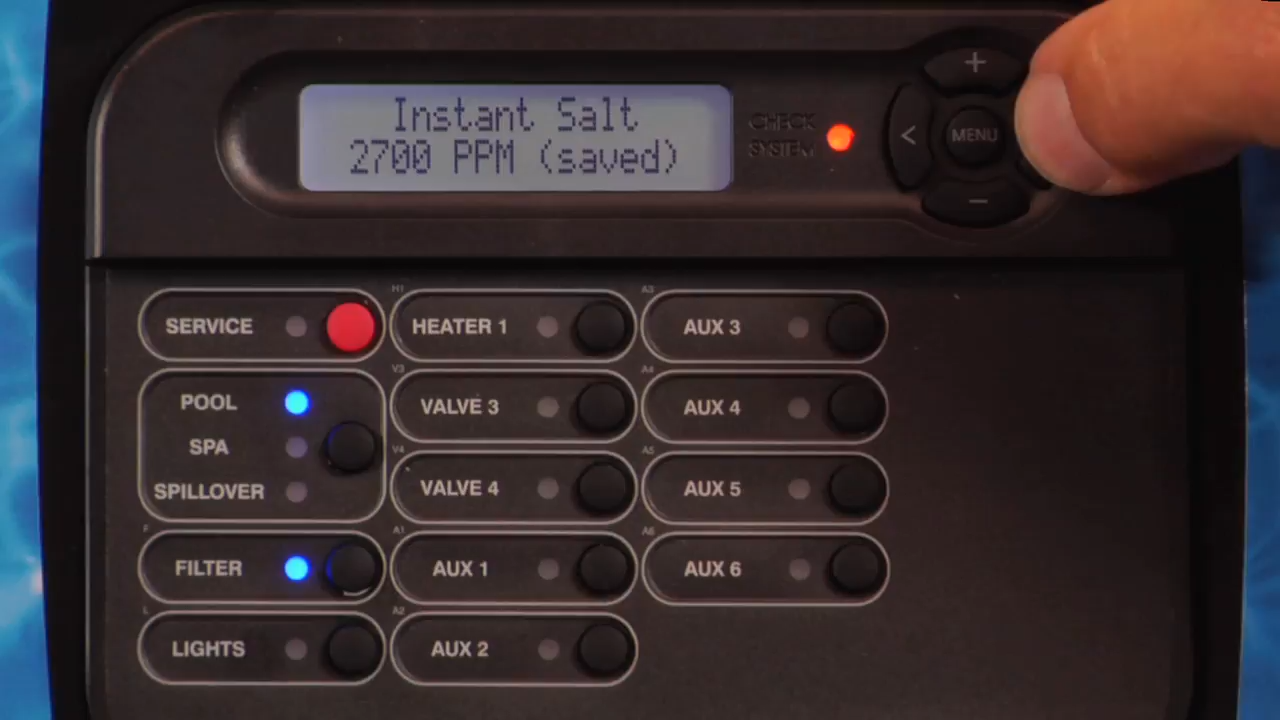 Instant Salt
2700 PPM (saved)
CHECK
SYSTEM
+
<
MENU
−
SERVICE
POOL
SPA
SPILLOVER
F
FILTER
L
LIGHTS
H1
HEATER 1
V3
VALVE 3
V4
VALVE 4
A1
AUX 1
A2
AUX 2
A3
AUX 3
A4
AUX 4
A5
AUX 5
A6
AUX 6